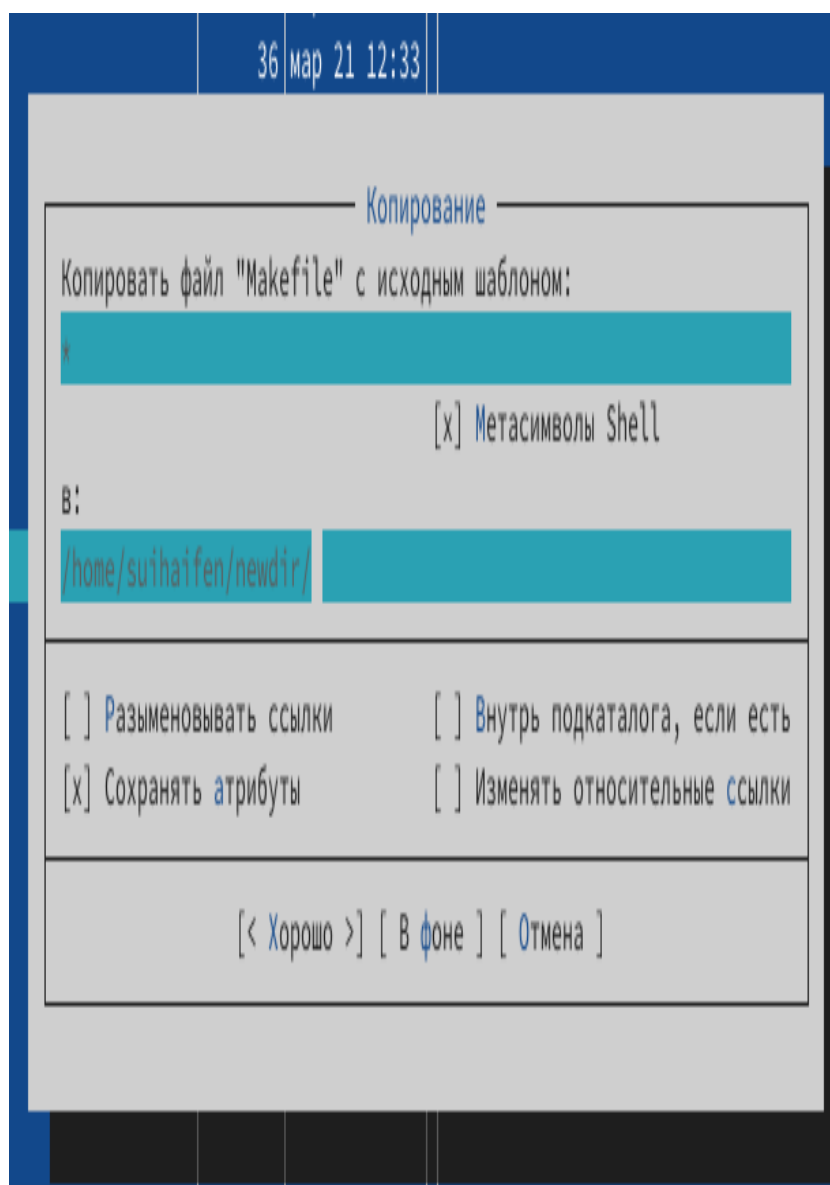 36 мар 21 12:33
Копирование
Копировать файл "Makefile" с исходным шаблоном:
*
[x] Метасимволы Shell
в:
/home/suihaifen/newdir/
[ ] Разыменовывать ссылки [ ] Внутрь подкаталога, если есть
[x] Сохранять атрибуты [ ] Изменять относительные ссылки
[< Хорошо >] [ В фоне ] [ Отмена ]